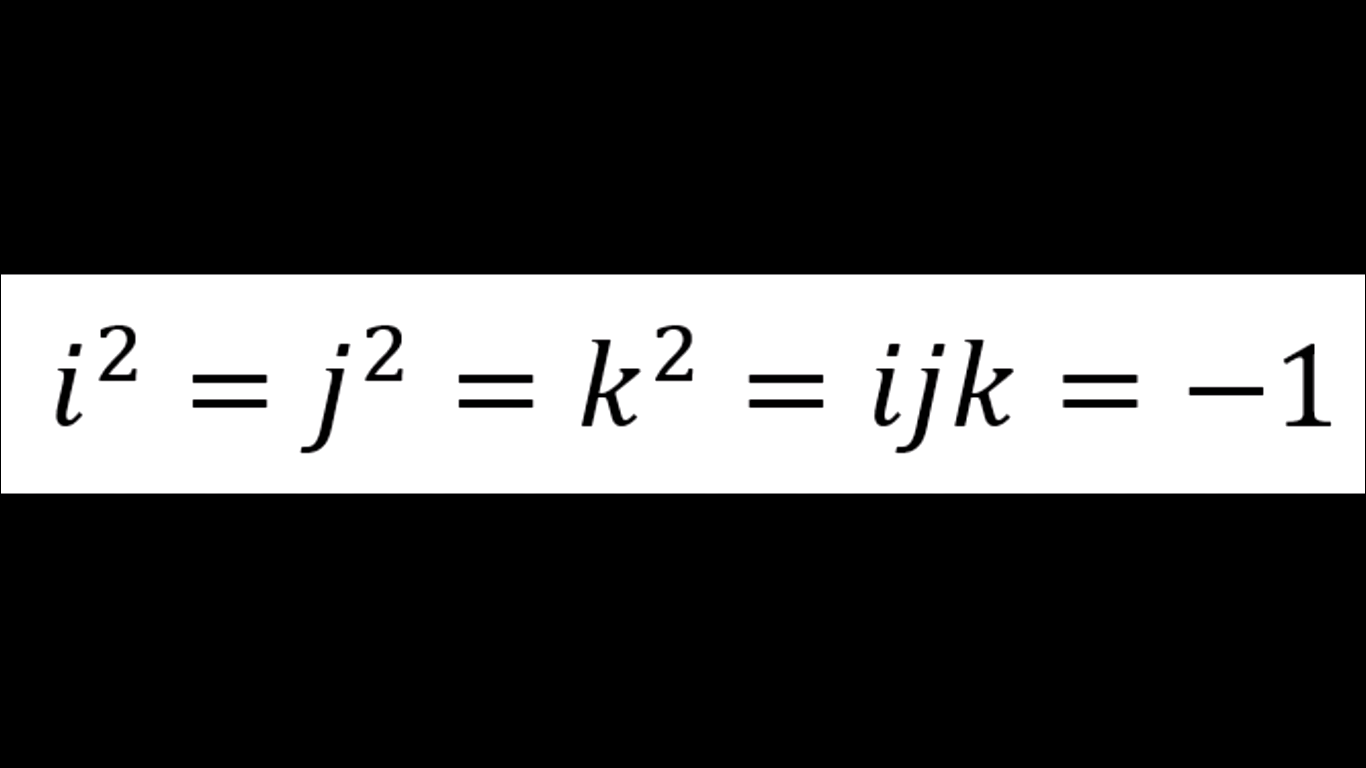 i² = j² = k² = ijk = −1